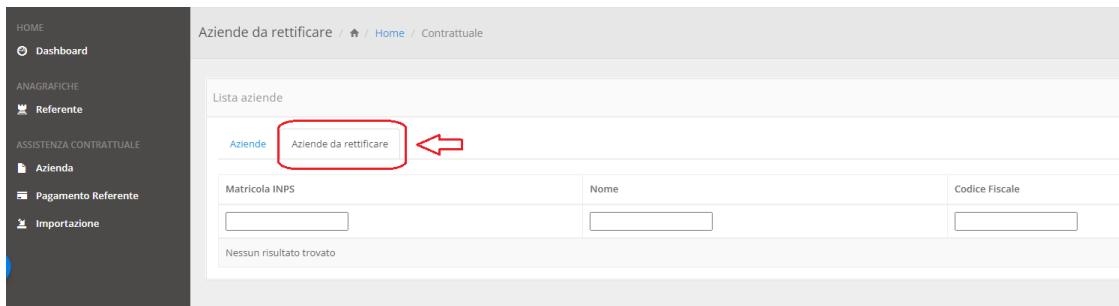 HOME
Dashboard
ANAGRAFICHE
Referente
ASSISTENZA CONTRATTUALE
Azienda
Pagamento Referente
Importazione
Aziende da rettificare / / Home / Contrattuale
Lista aziende
Aziende Aziende da rettificare
Matricola INPS Nome Codice Fiscale
Nessun risultato trovato